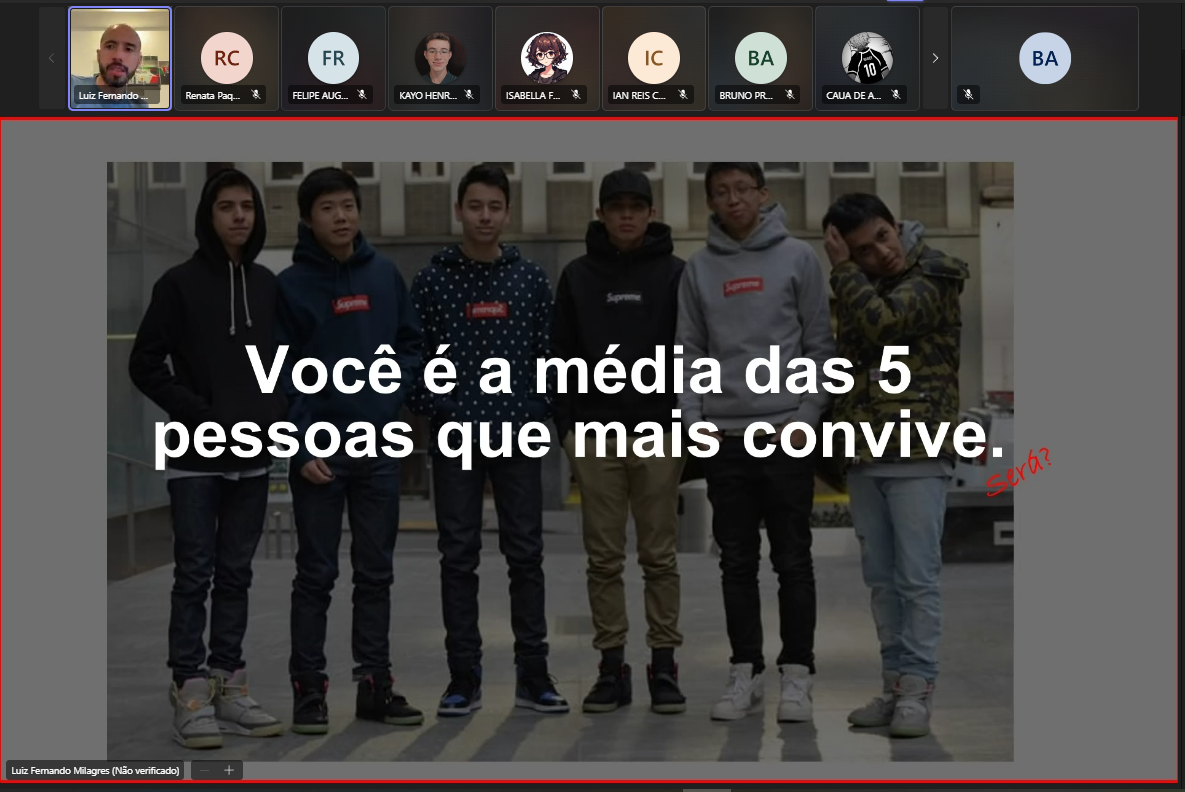 RC
FR
IC
BA
BA
Luiz Fernando ...
Renata Paq...
FELIPE AUG...
KAYO HENR...
ISABELLA F...
IAN REIS C...
BRUNO PR...
CAUA DE A...
10
Supreme
Supreme
Supreme
Você é a média das 5
pessoas que mais convive.
será?
Luiz Fernando Milagres (Não verificado)